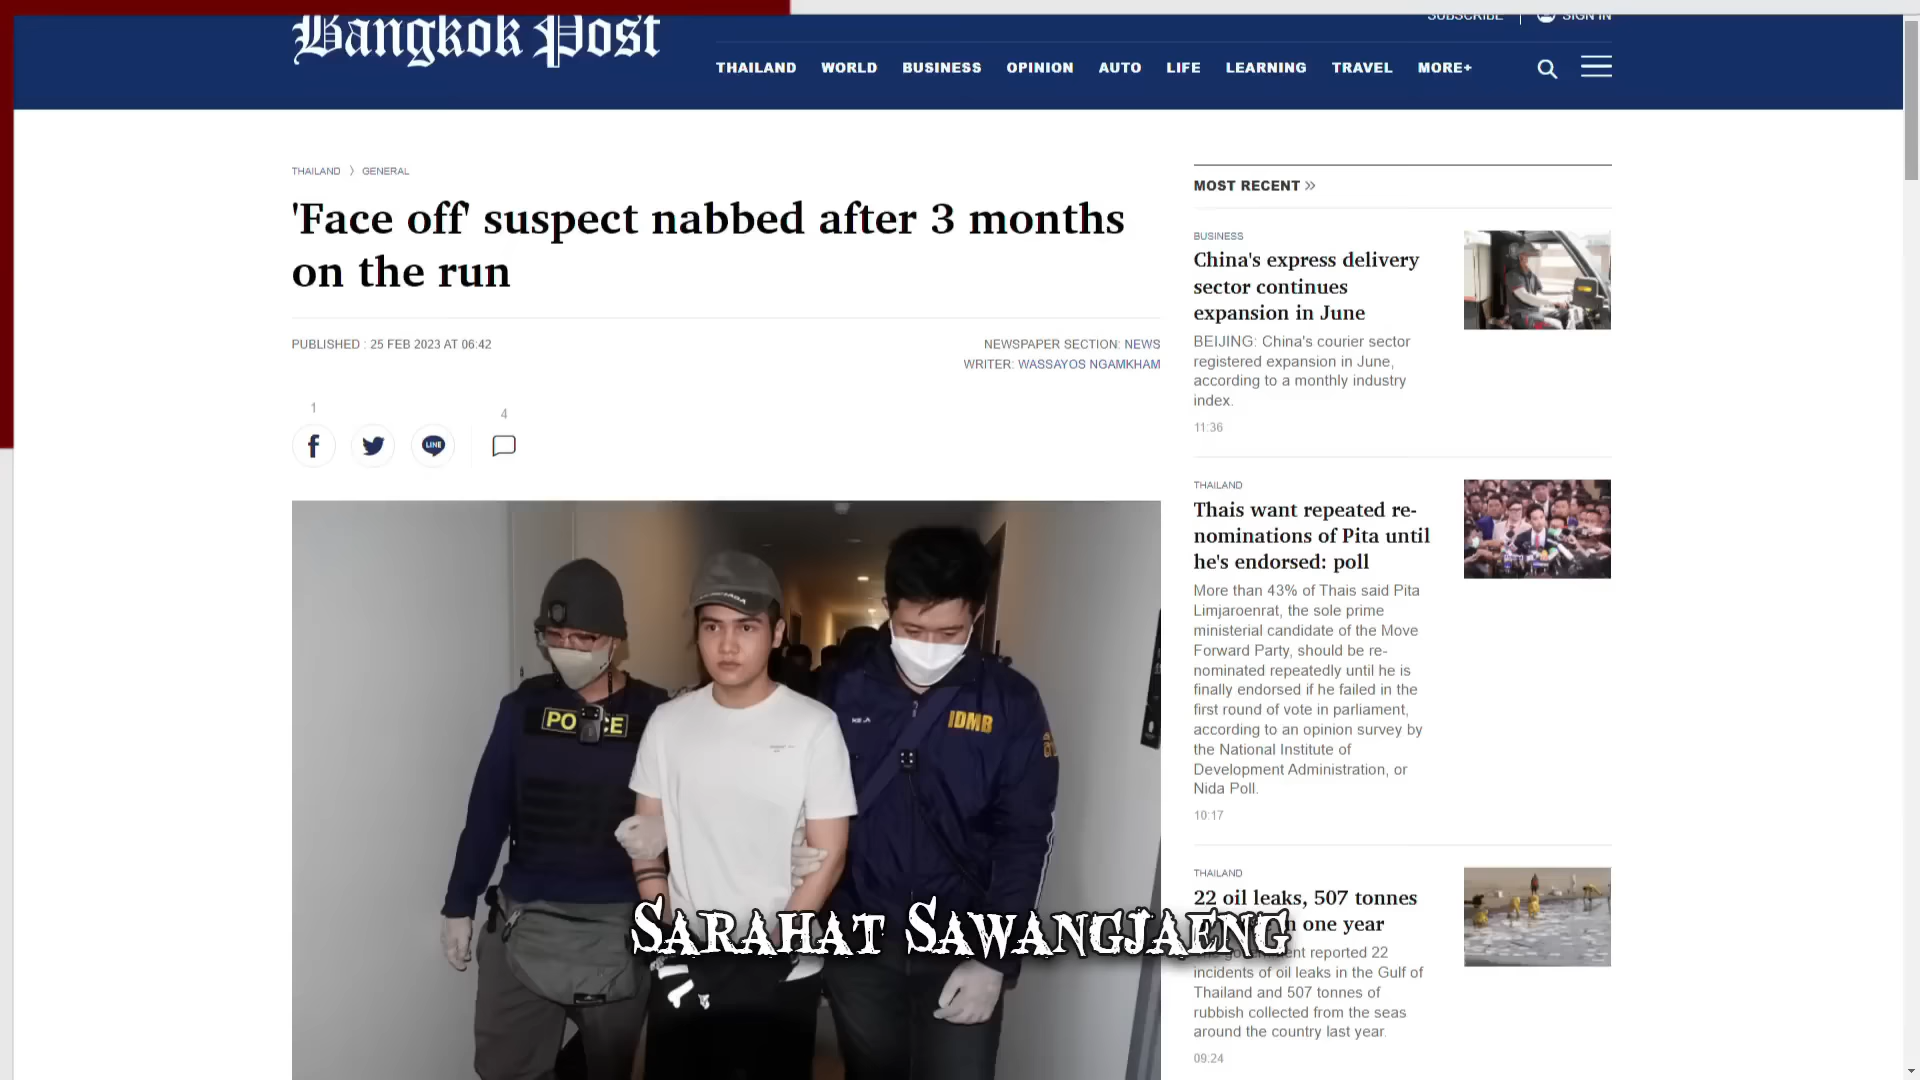 SUBSCRIBE
SIGN IN
Bangkok Post
THAILAND WORLD BUSINESS OPINION AUTO LIFE LEARNING TRAVEL MORE+
THAILAND 〉 GENERAL
'Face off' suspect nabbed after 3 months
on the run
PUBLISHED : 25 FEB 2023 AT 06:42
NEWSPAPER SECTION: NEWS
WRITER: WASSAYOS NGAMKHAM
1
4
f
LINE
POLICE
IDMB
SARAHAT SAWANGJAENG
MOST RECENT »
BUSINESS
China's express delivery
sector continues
expansion in June
BEIJING: China's courier sector
registered expansion in June,
according to a monthly industry
index.
11:36
THAILAND
Thais want repeated re-
nominations of Pita until
he's endorsed: poll
More than 43% of Thais said Pita
Limjaroenrat, the sole prime
ministerial candidate of the Move
Forward Party, should be re-
nominated repeatedly until he is
finally endorsed if he failed in the
first round of vote in parliament,
according to an opinion survey by
the National Institute of
Development Administration, or
Nida Poll.
10:17
THAILAND
22 oil leaks, 507 tonnes
one year
reported 22
incidents of oil leaks in the Gulf of
Thailand and 507 tonnes of
rubbish collected from the seas
around the country last year.
09:24